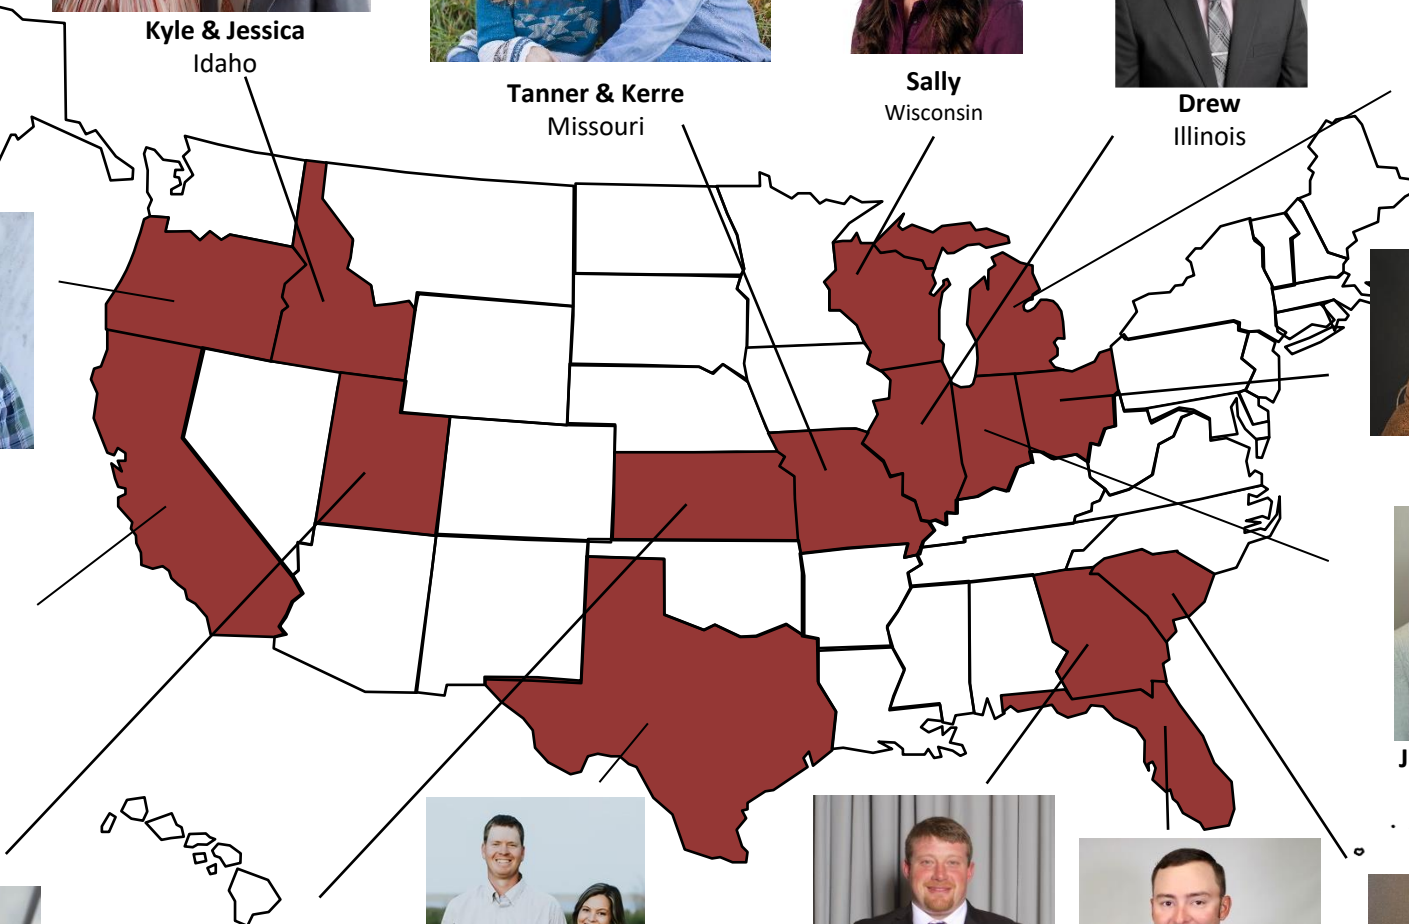 Kyle & Jessica
Idaho
Tanner & Kerre
Missouri
Sally
Wisconsin
Drew
Illinois
J